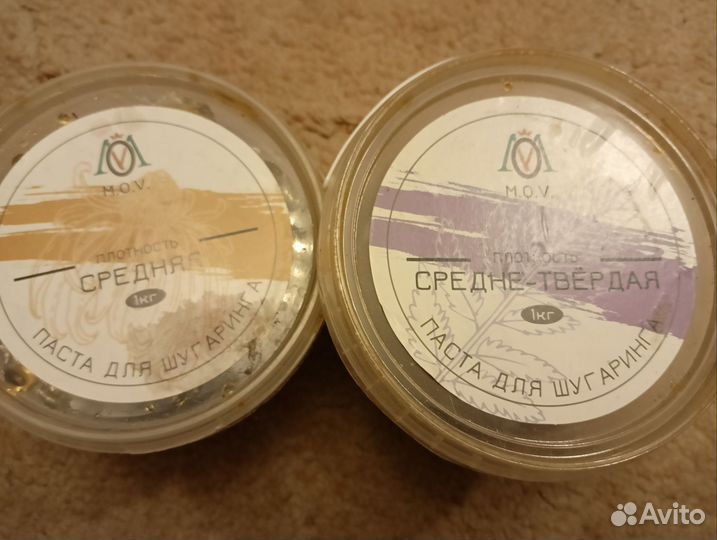 M.O.V.
ПЛОТНОСТЬ
СРЕДНЯЯ
1кг
ПАСТА ДЛЯ ШУГАРИНГА
M.O.V.
ПЛОТНОСТЬ
СРЕДНЕ-ТВЁРДАЯ
1кг
ПАСТА ДЛЯ ШУГАРИНГА
Avito